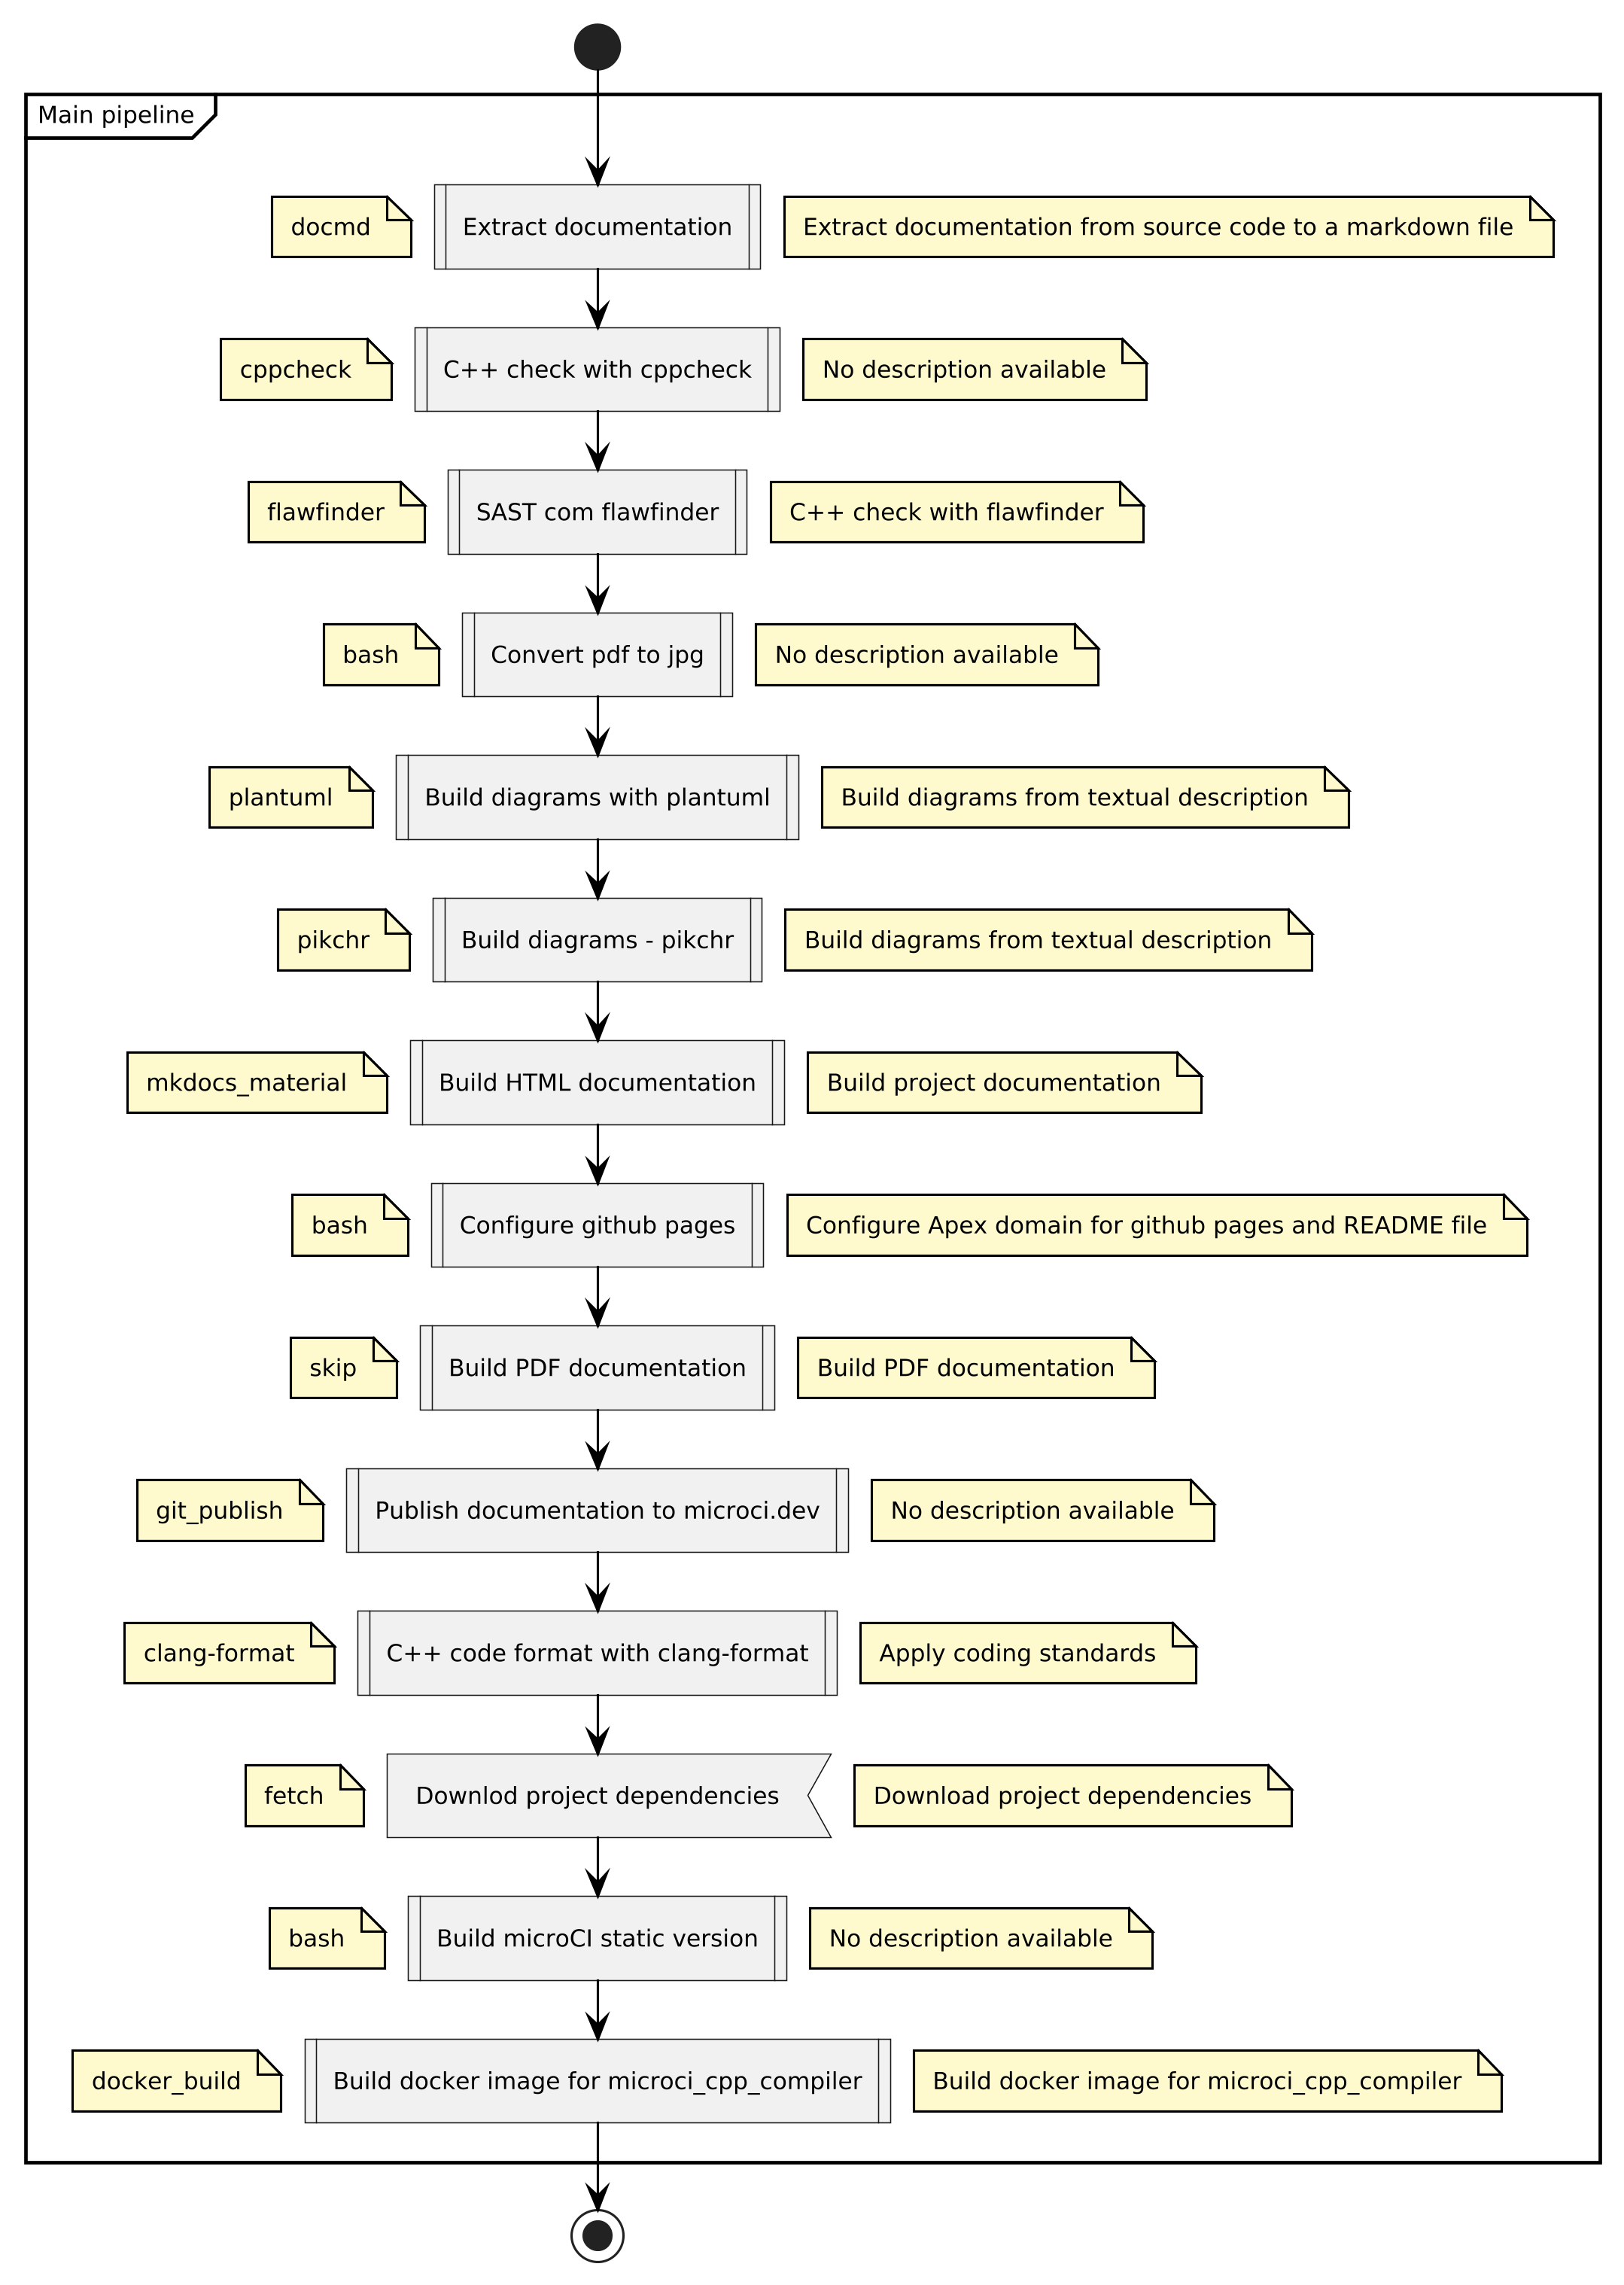 Main pipeline
docmd
Extract documentation
Extract documentation from source code to a markdown file
cppcheck
C++ check with cppcheck
No description available
flawfinder
SAST com flawfinder
C++ check with flawfinder
bash
Convert pdf to jpg
No description available
plantuml
Build diagrams with plantuml
Build diagrams from textual description
pikchr
Build diagrams - pikchr
Build diagrams from textual description
mkdocs_material
Build HTML documentation
Build project documentation
bash
Configure github pages
Configure Apex domain for github pages and README file
skip
Build PDF documentation
Build PDF documentation
git_publish
Publish documentation to microci.dev
No description available
clang-format
C++ code format with clang-format
Apply coding standards
fetch
Downlod project dependencies
Download project dependencies
bash
Build microCI static version
No description available
docker_build
Build docker image for microci_cpp_compiler
Build docker image for microci_cpp_compiler